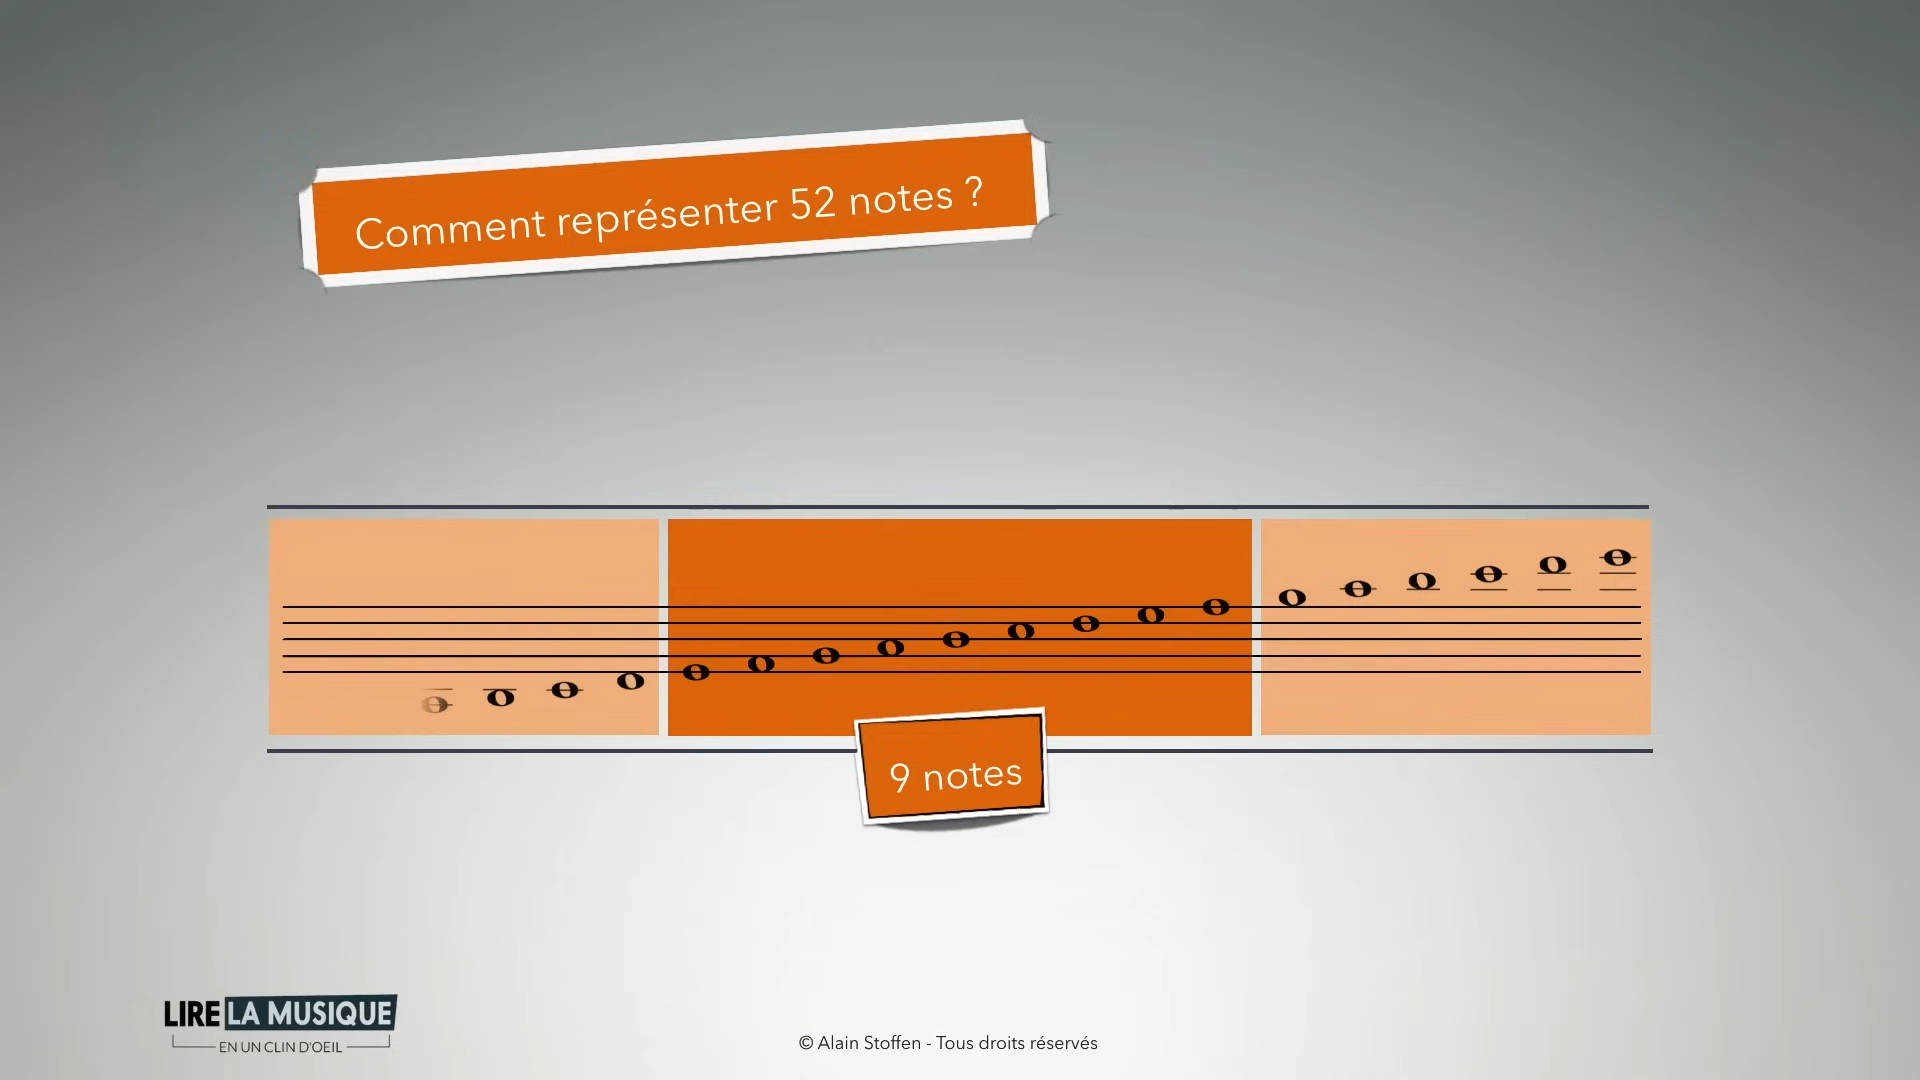 Comment représenter 52 notes ?
9 notes
LIRE LA MUSIQUE
EN UN CLIN D'OEIL
© Alain Stoffen - Tous droits réservés